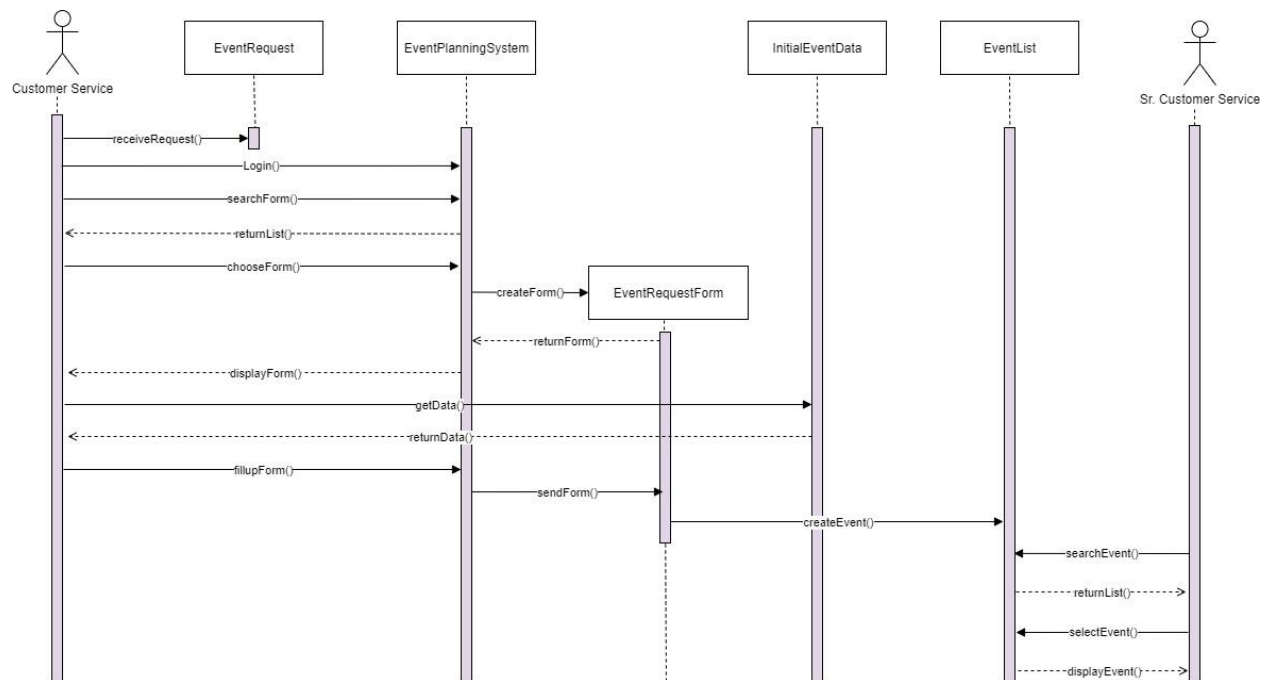 EventRequest
EventPlanningSystem
InitialEventData
EventList
Customer Service
Sr. Customer Service
receiveRequest()
Login()
searchForm()
returnList()
chooseForm()
createForm()
EventRequestForm
returnForm()
displayForm()
getData()
returnData()
fillupForm()
sendForm()
createEvent()
searchEvent()
returnList()
selectEvent()
displayEvent()